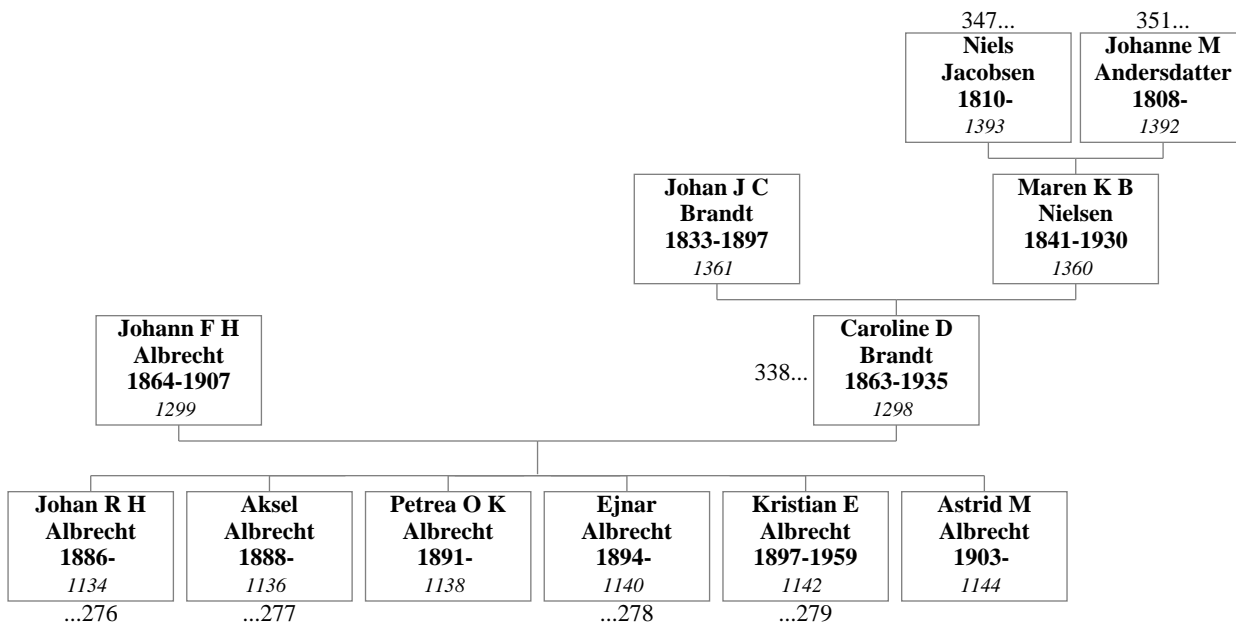 347...
Niels
Jacobsen
1810-
1393
351...
Johanne M
Andersdatter
1808-
1392
Johan J C
Brandt
1833-1897
1361
Maren K B
Nielsen
1841-1930
1360
Johann F H
Albrecht
1864-1907
1299
338...
Caroline D
Brandt
1863-1935
1298
Johan R H
Albrecht
1886-
1134
...276
Aksel
Albrecht
1888-
1136
...277
Petrea O K
Albrecht
1891-
1138
Ejnar
Albrecht
1894-
1140
...278
Kristian E
Albrecht
1897-1959
1142
...279
Astrid M
Albrecht
1903-
1144